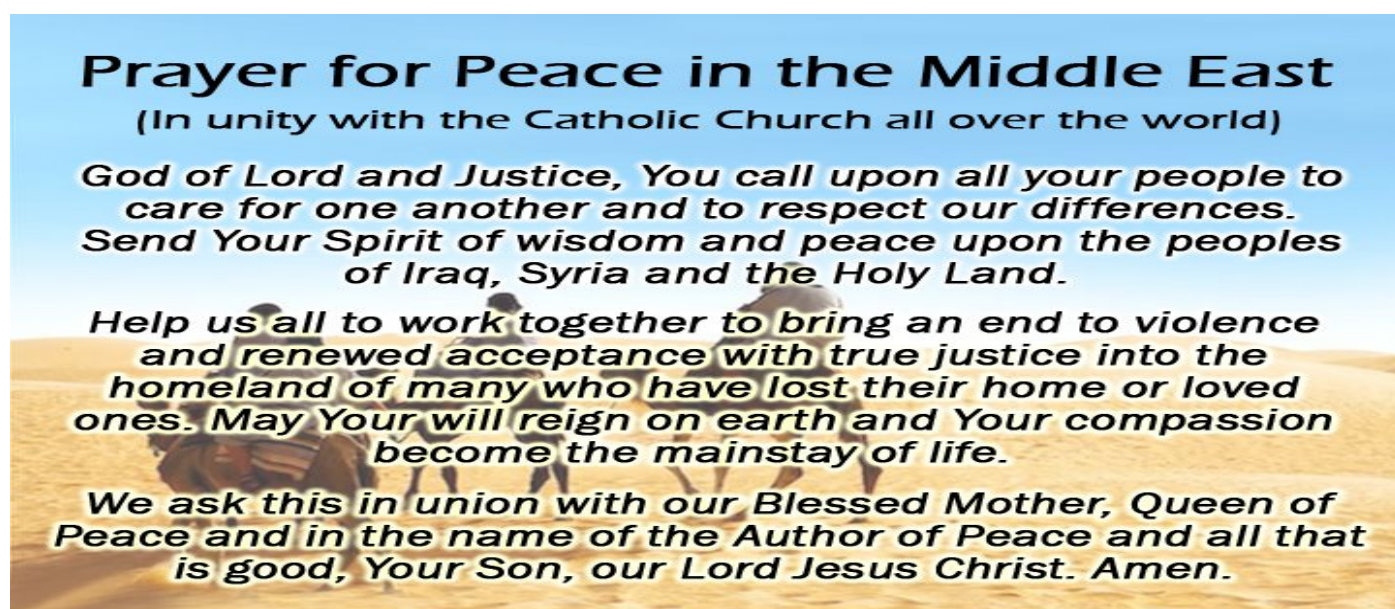 Prayer for Peace in the Middle East
(In unity with the Catholic Church all over the world)
God of Lord and Justice, You call upon all your people to
care for one another and to respect our differences.
Send Your Spirit of wisdom and peace upon the peoples
of Iraq, Syria and the Holy Land.
Help us all to work together to bring an end to violence
and renewed acceptance with true justice into the
homeland of many who have lost their home or loved
ones. May Your will reign on earth and Your compassion
become the mainstay of life.
We ask this in union with our Blessed Mother, Queen of
Peace and in the name of the Author of Peace and all that
is good, Your Son, our Lord Jesus Christ. Amen.